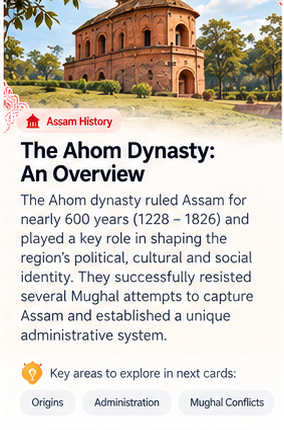 Assam History
The Ahom Dynasty:
An Overview
The Ahom dynasty ruled Assam for
nearly 600 years (1228 – 1826) and
played a key role in shaping the
region's political, cultural and social
identity. They successfully resisted
several Mughal attempts to capture
Assam and established a unique
administrative system.
Key areas to explore in next cards:
Origins Administration Mughal Conflicts